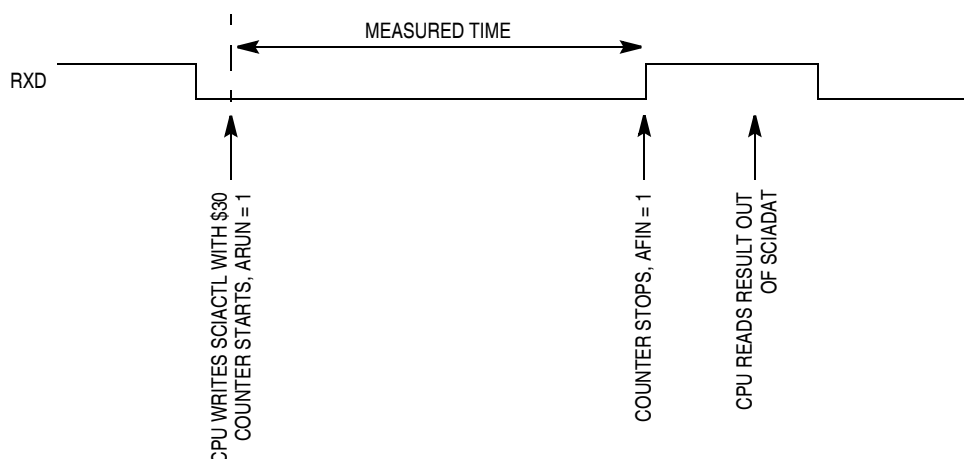 MEASURED TIME
RXD
CPU WRITES SCIACTL WITH $30
COUNTER STARTS, ARUN = 1
COUNTER STOPS, AFIN = 1
CPU READS RESULT OUT
OF SCIADAT